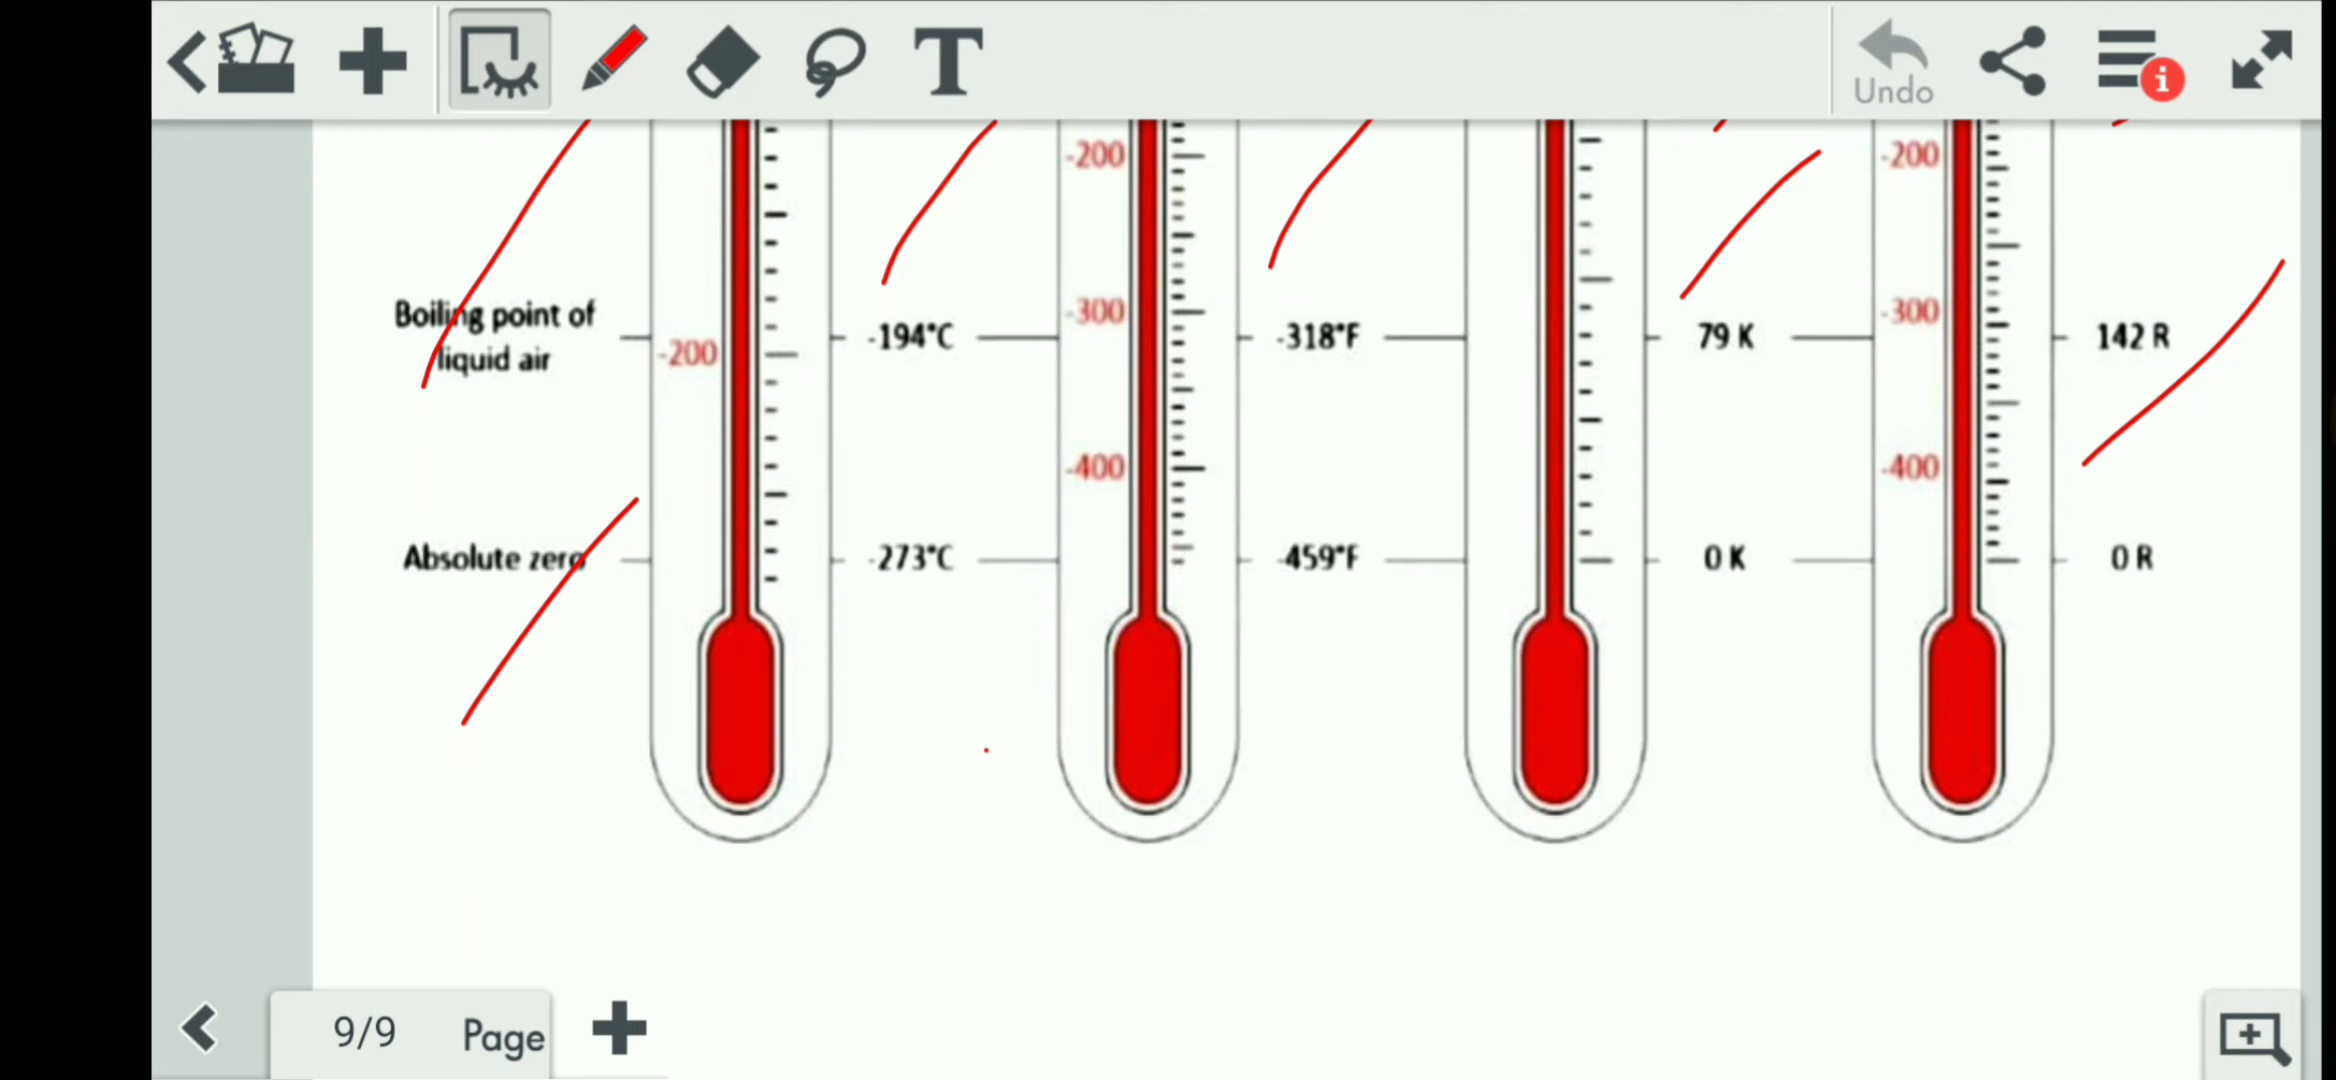 T
Undo
i
-200
-200
-300
-300
Boiling point of
liquid air
-200
-194°C
-318°F
79 K
142 R
-400
-400
Absolute zero
-273°C
-459°F
0 K
0 R
9/9 Page